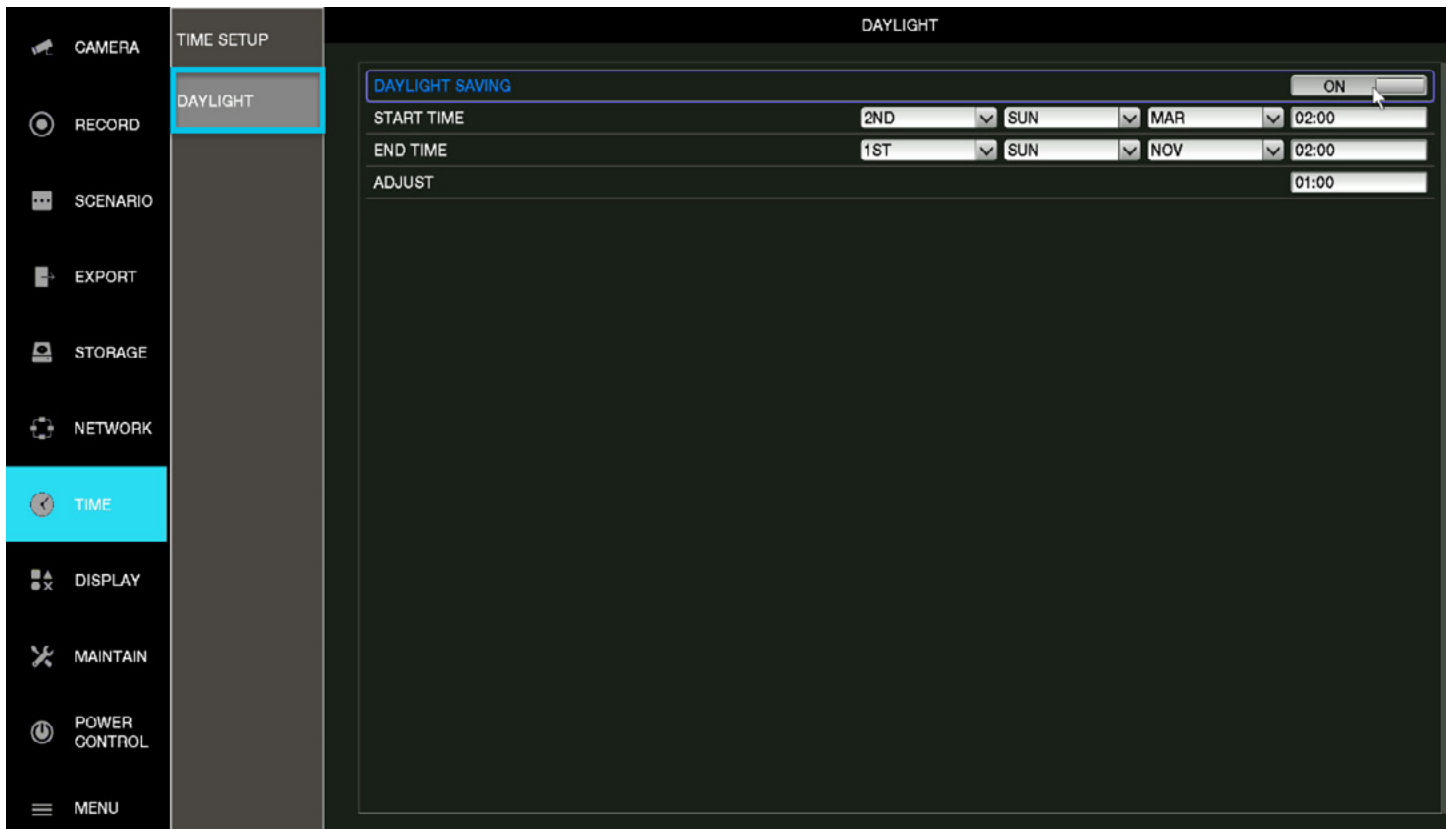 DAYLIGHT
CAMERA
RECORD
SCENARIO
EXPORT
STORAGE
NETWORK
TIME
DISPLAY
MAINTAIN
POWER
CONTROL
MENU
TIME SETUP
DAYLIGHT
DAYLIGHT SAVING ON
START TIME 2ND SUN MAR 02:00
END TIME 1ST SUN NOV 02:00
ADJUST 01:00